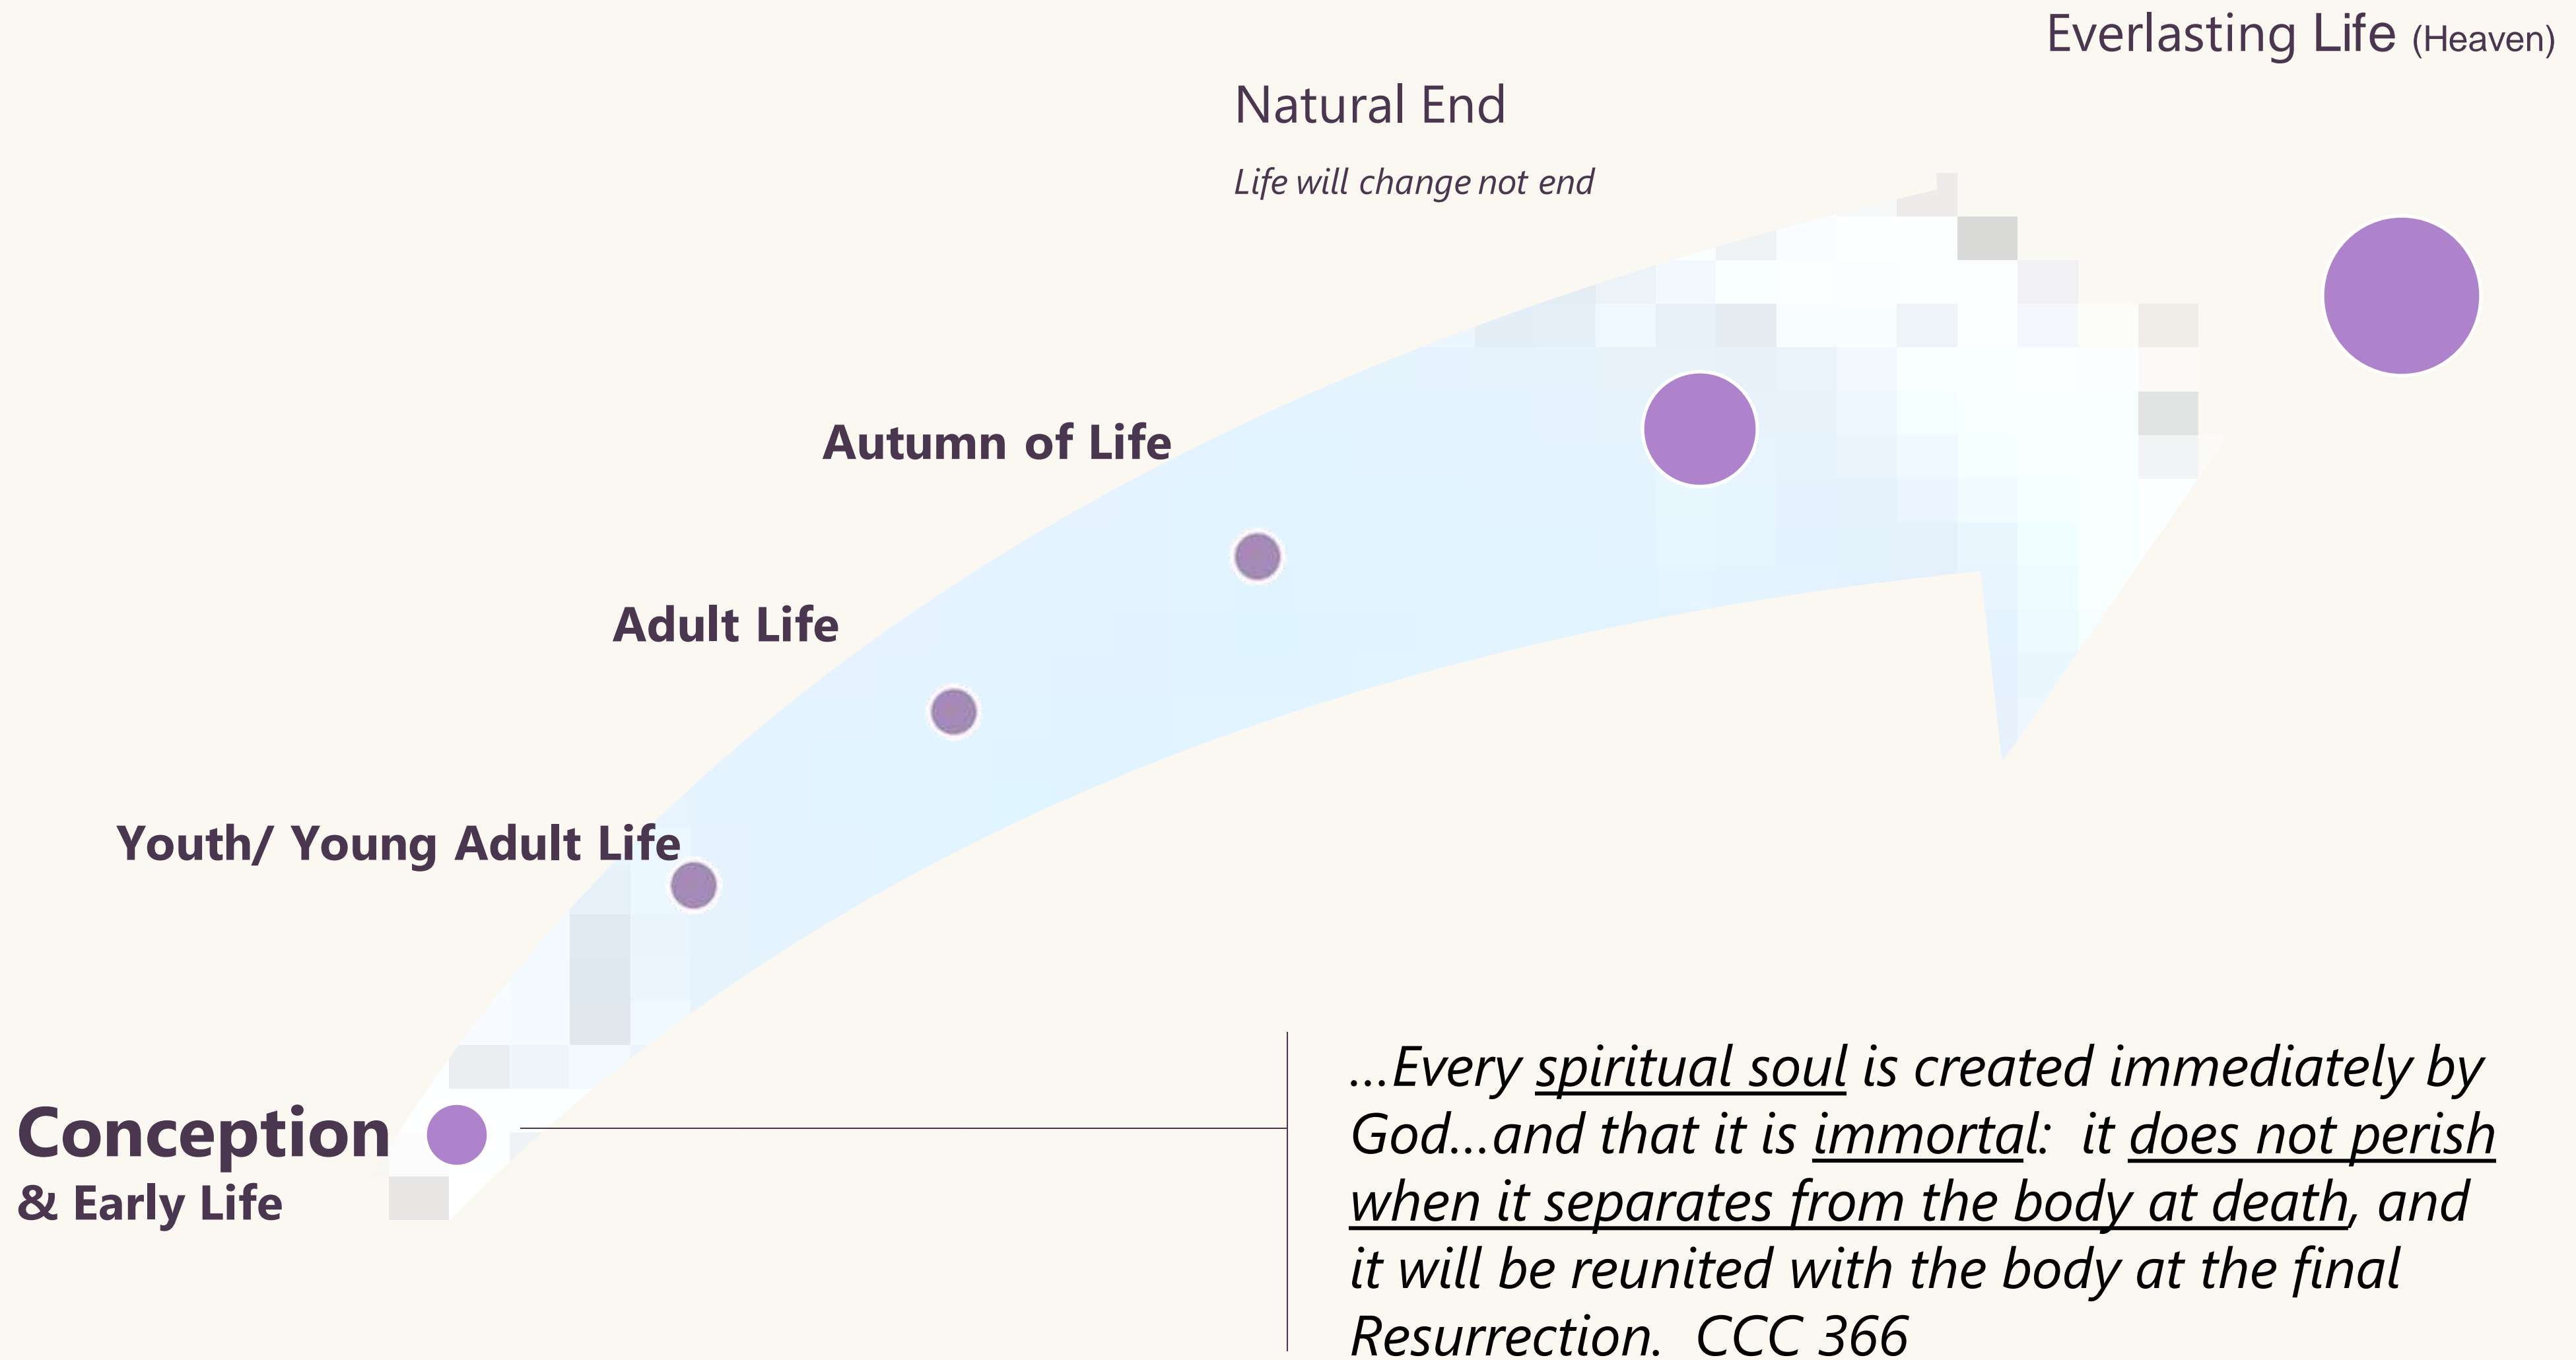 Everlasting Life (Heaven)
Natural End
Life will change not end
Autumn of Life
Adult Life
Youth/ Young Adult Life
Conception
& Early Life
...Every spiritual soul is created immediately by
God...and that it is immortal:  it does not perish
when it separates from the body at death, and
it will be reunited with the body at the final
Resurrection.  CCC 366